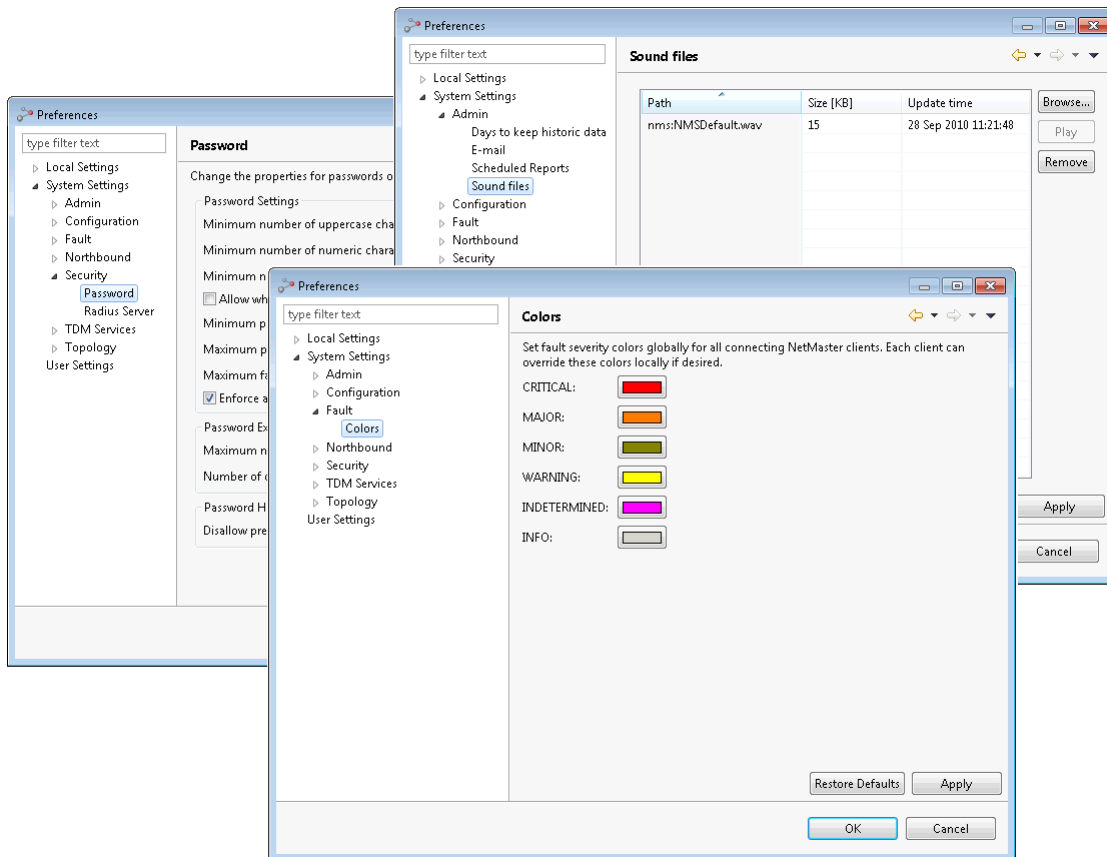 Preferences
type filter text
Sound files
Local Settings
System Settings
Admin
Days to keep historic data
E-mail
Scheduled Reports
Sound files
Configuration
Fault
Northbound
Security
Path Size [KB] Update time
nms:NMSDefault.wav 15 28 Sep 2010 11:21:48
Browse...
Play
Remove
Apply
Cancel
Preferences
type filter text
Password
Local Settings
System Settings
Admin
Configuration
Fault
Northbound
Security
Password
Radius Server
TDM Services
Topology
User Settings
Change the properties for passwords o
Password Settings
Minimum number of uppercase cha
Minimum number of numeric chara
Minimum n
Allow wh
Minimum p
Maximum p
Maximum fa
Enforce a
Password Ex
Maximum n
Number of d
Password H
Disallow pre
Preferences
type filter text
Colors
Local Settings
System Settings
Admin
Configuration
Fault
Colors
Northbound
Security
TDM Services
Topology
User Settings
Set fault severity colors globally for all connecting NetMaster clients. Each client can
override these colors locally if desired.
CRITICAL:
MAJOR:
MINOR:
WARNING:
INDETERMINED:
INFO:
Restore Defaults
Apply
OK
Cancel